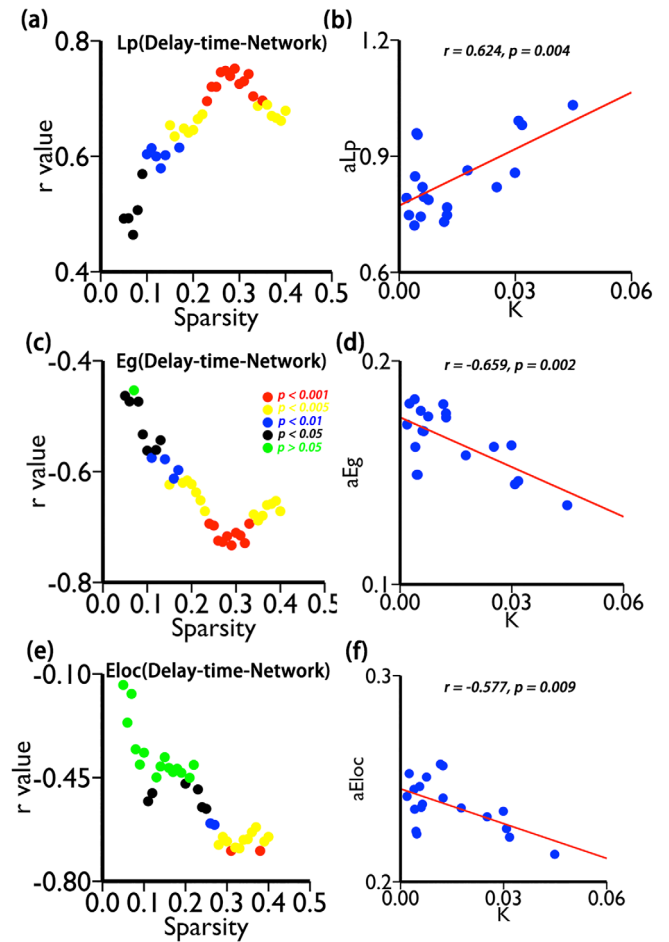 (a)
Lp(Delay-time-Network)
r value
0.8
0.6
0.4
0.0 0.1 0.2 0.3 0.4 0.5
Sparsity
(b)
r = 0.624, p = 0.004
aLp
1.2
0.9
0.6
0.00 0.03 0.06
K
(c)
Eg(Delay-time-Network)
r value
-0.4
-0.6
-0.8
p < 0.001
p < 0.005
p < 0.01
p < 0.05
p > 0.05
0.0 0.1 0.2 0.3 0.4 0.5
Sparsity
(d)
r = -0.659, p = 0.002
aEg
0.2
0.1
0.00 0.03 0.06
K
(e)
Eloc(Delay-time-Network)
r value
-0.10
-0.45
-0.80
0.0 0.1 0.2 0.3 0.4 0.5
Sparsity
(f)
r = -0.577, p = 0.009
aEloc
0.3
0.2
0.00 0.03 0.06
K